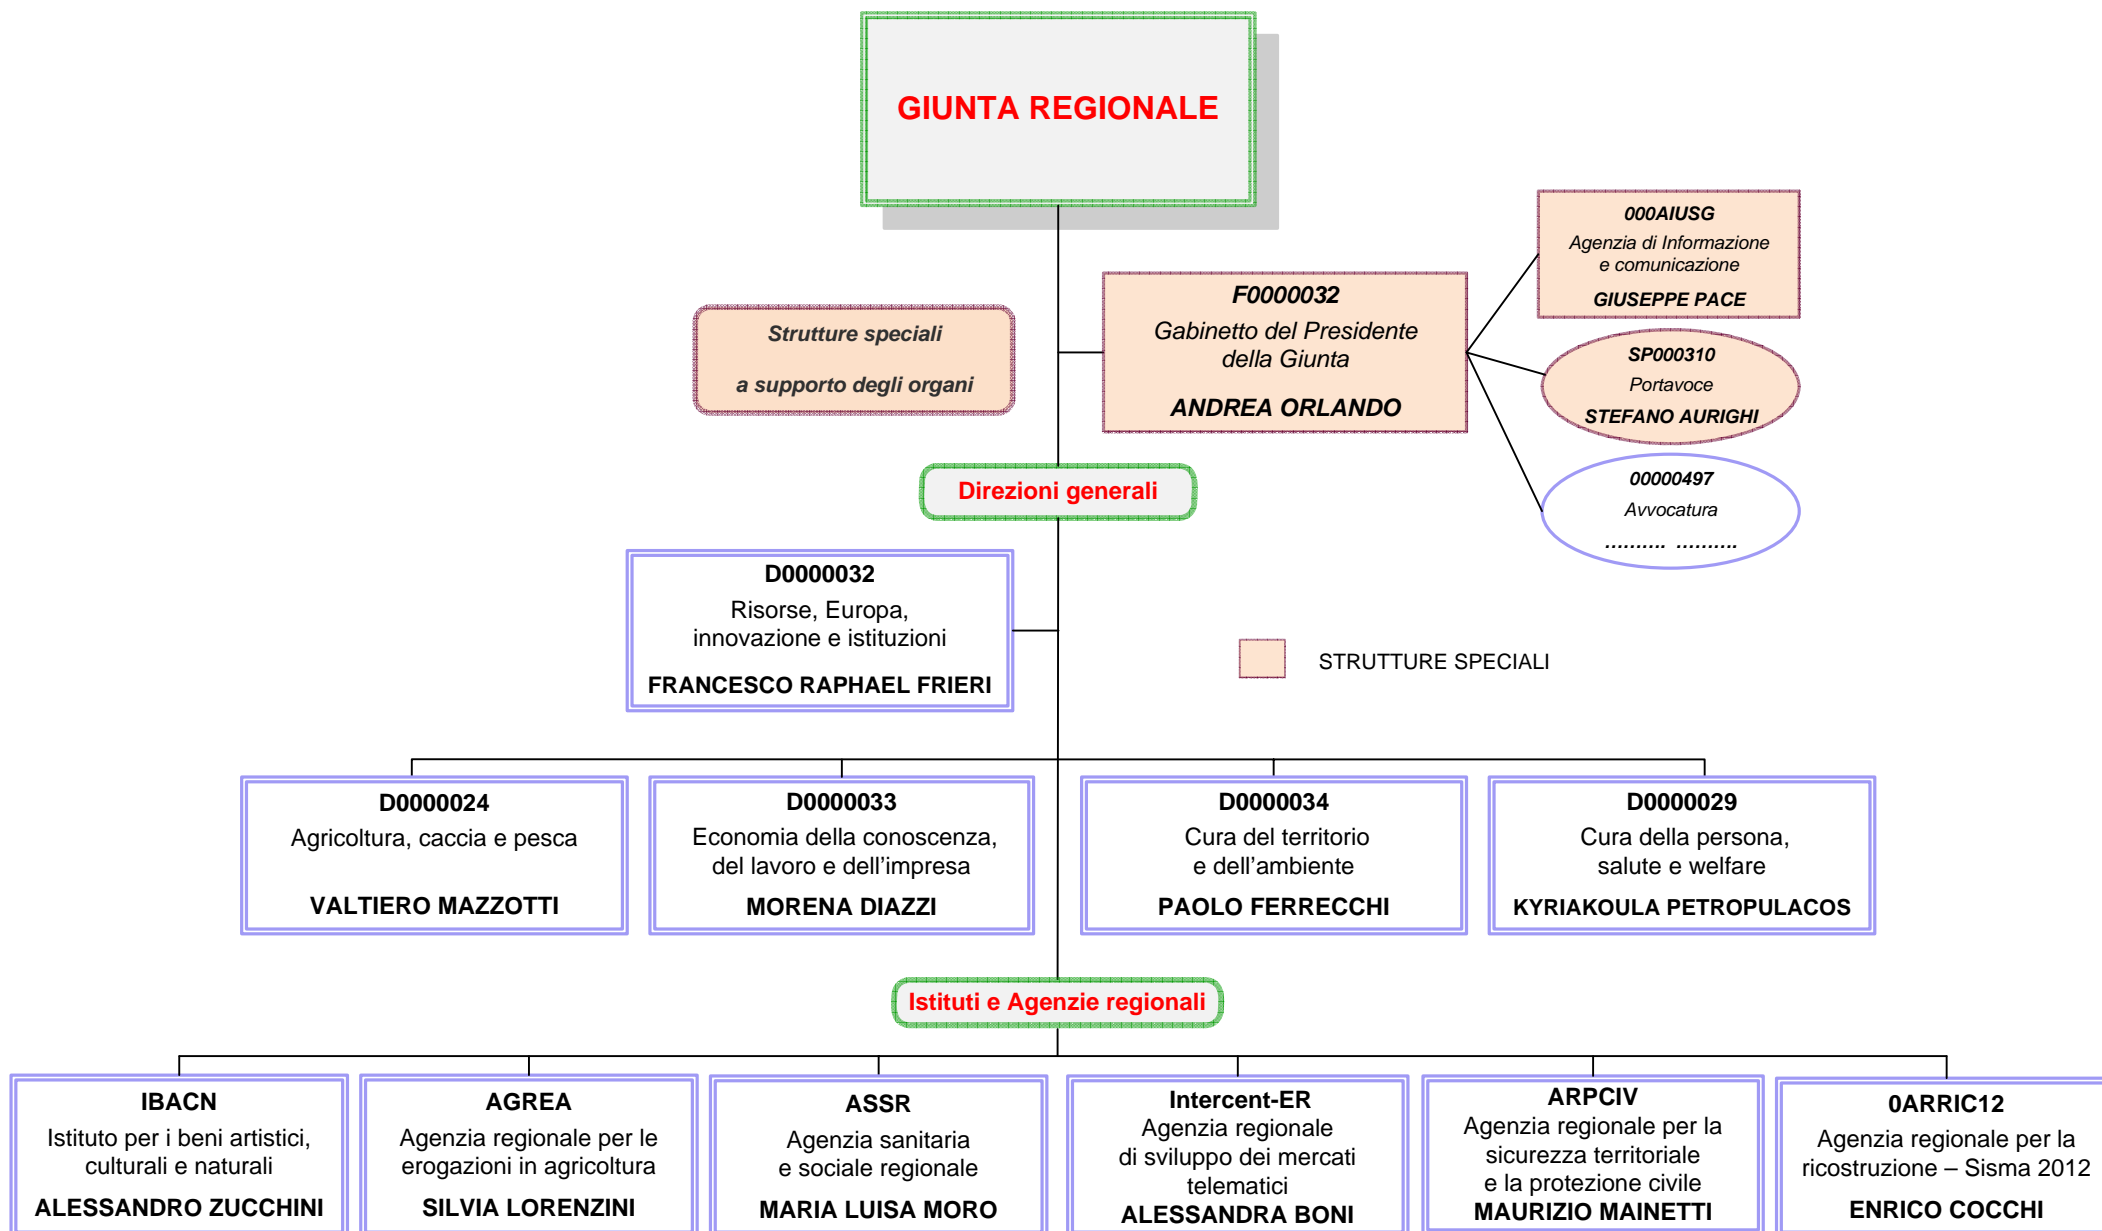 GIUNTA REGIONALE
000AIUSG
Agenzia di Informazione
e comunicazione
GIUSEPPE PACE
F0000032
Gabinetto del Presidente
della Giunta
ANDREA ORLANDO
Strutture speciali
a supporto degli organi
SP000310
Portavoce
STEFANO AURIGHI
00000497
Avvocatura
.......... ..........
Direzioni generali
D0000032
Risorse, Europa,
innovazione e istituzioni
FRANCESCO RAPHAEL FRIERI
STRUTTURE SPECIALI
D0000024
Agricoltura, caccia e pesca
VALTIERO MAZZOTTI
D0000033
Economia della conoscenza,
del lavoro e dell’impresa
MORENA DIAZZI
D0000034
Cura del territorio
e dell’ambiente
PAOLO FERRECCHI
D0000029
Cura della persona,
salute e welfare
KYRIAKOULA PETROPULACOS
Istituti e Agenzie regionali
IBACN
Istituto per i beni artistici,
culturali e naturali
ALESSANDRO ZUCCHINI
AGREA
Agenzia regionale per le
erogazioni in agricoltura
SILVIA LORENZINI
ASSR
Agenzia sanitaria
e sociale regionale
MARIA LUISA MORO
Intercent-ER
Agenzia regionale
di sviluppo dei mercati
telematici
ALESSANDRA BONI
ARPCIV
Agenzia regionale per la
sicurezza territoriale
e la protezione civile
MAURIZIO MAINETTI
0ARRIC12
Agenzia regionale per la
ricostruzione – Sisma 2012
ENRICO COCCHI